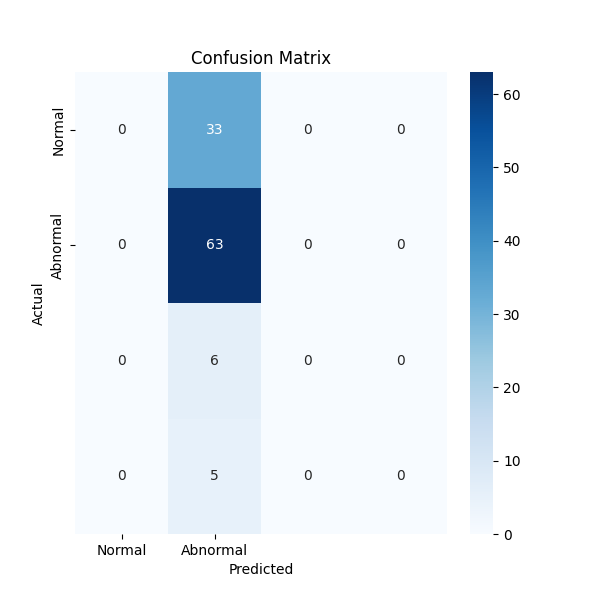 Confusion Matrix
Normal
Abnormal
Actual
0 33 0 0
0 63 0 0
0 6 0 0
0 5 0 0
Normal Abnormal
Predicted
60
50
40
30
20
10
0